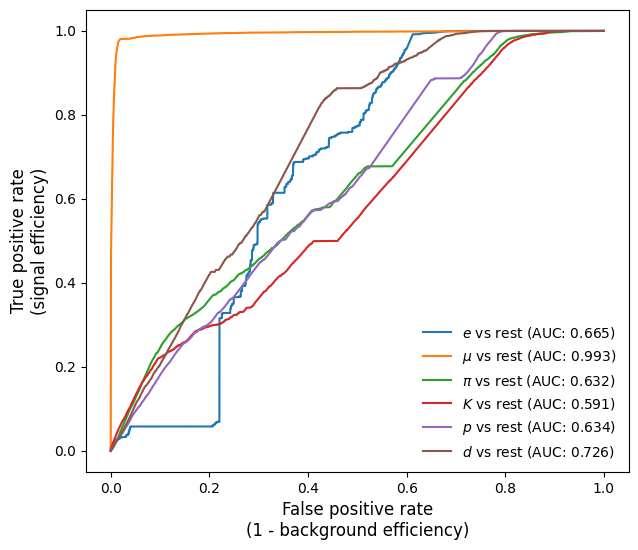 1.0
0.8
0.6
0.4
0.2
0.0
True positive rate
(signal efficiency)
e vs rest (AUC: 0.665)
μ vs rest (AUC: 0.993)
π vs rest (AUC: 0.632)
K vs rest (AUC: 0.591)
p vs rest (AUC: 0.634)
d vs rest (AUC: 0.726)
0.0 0.2 0.4 0.6 0.8 1.0
False positive rate
(1 - background efficiency)